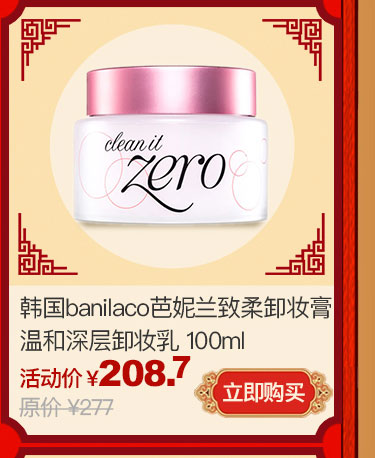 clean it
zero
韩国banilaco芭妮兰致柔卸妆膏
温和深层卸妆乳 100ml
活动价 ¥208.7
原价 ¥277
立即购买